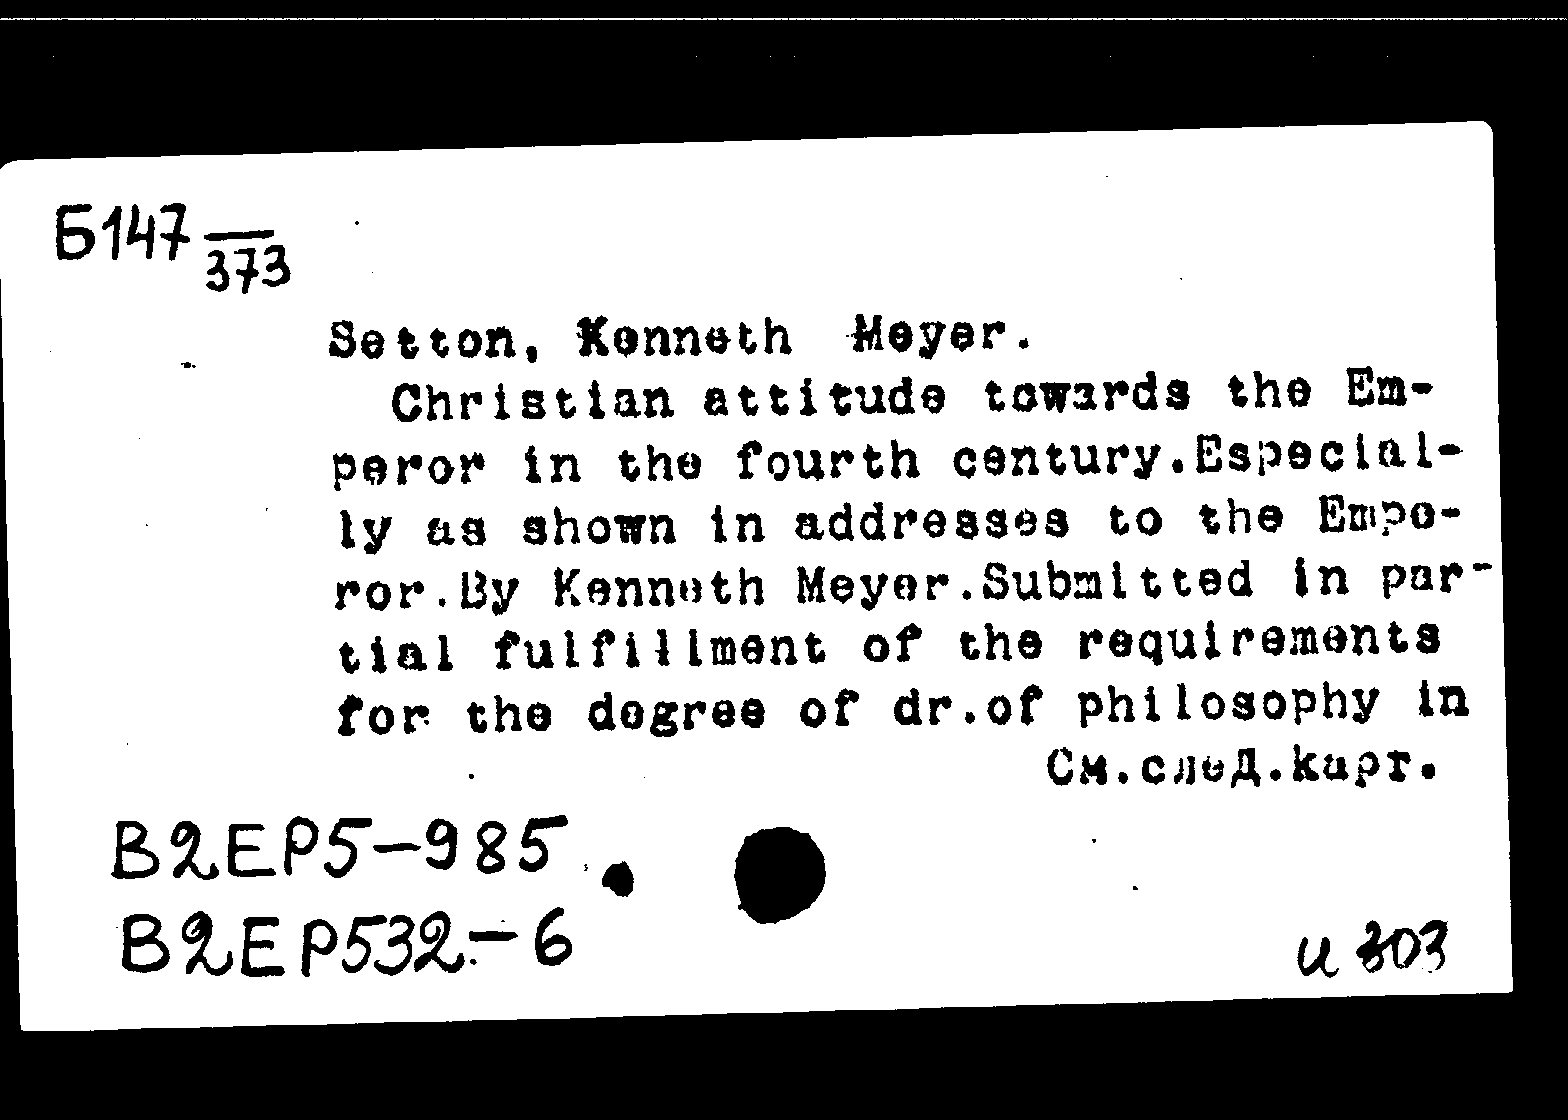 Б147
373
Setton, Kenneth Meyer.
Christian attitude towards the Em-
peror in the fourth century.Especial-
ly as shown in addresses to the Empe-
ror.By Kenneth Meyer.Submitted in par-
tial fulfillment of the requirements
for the degree of dr.of philosophy in
См.след.карт.
B2EP5-985
B2EP532-6
и 303